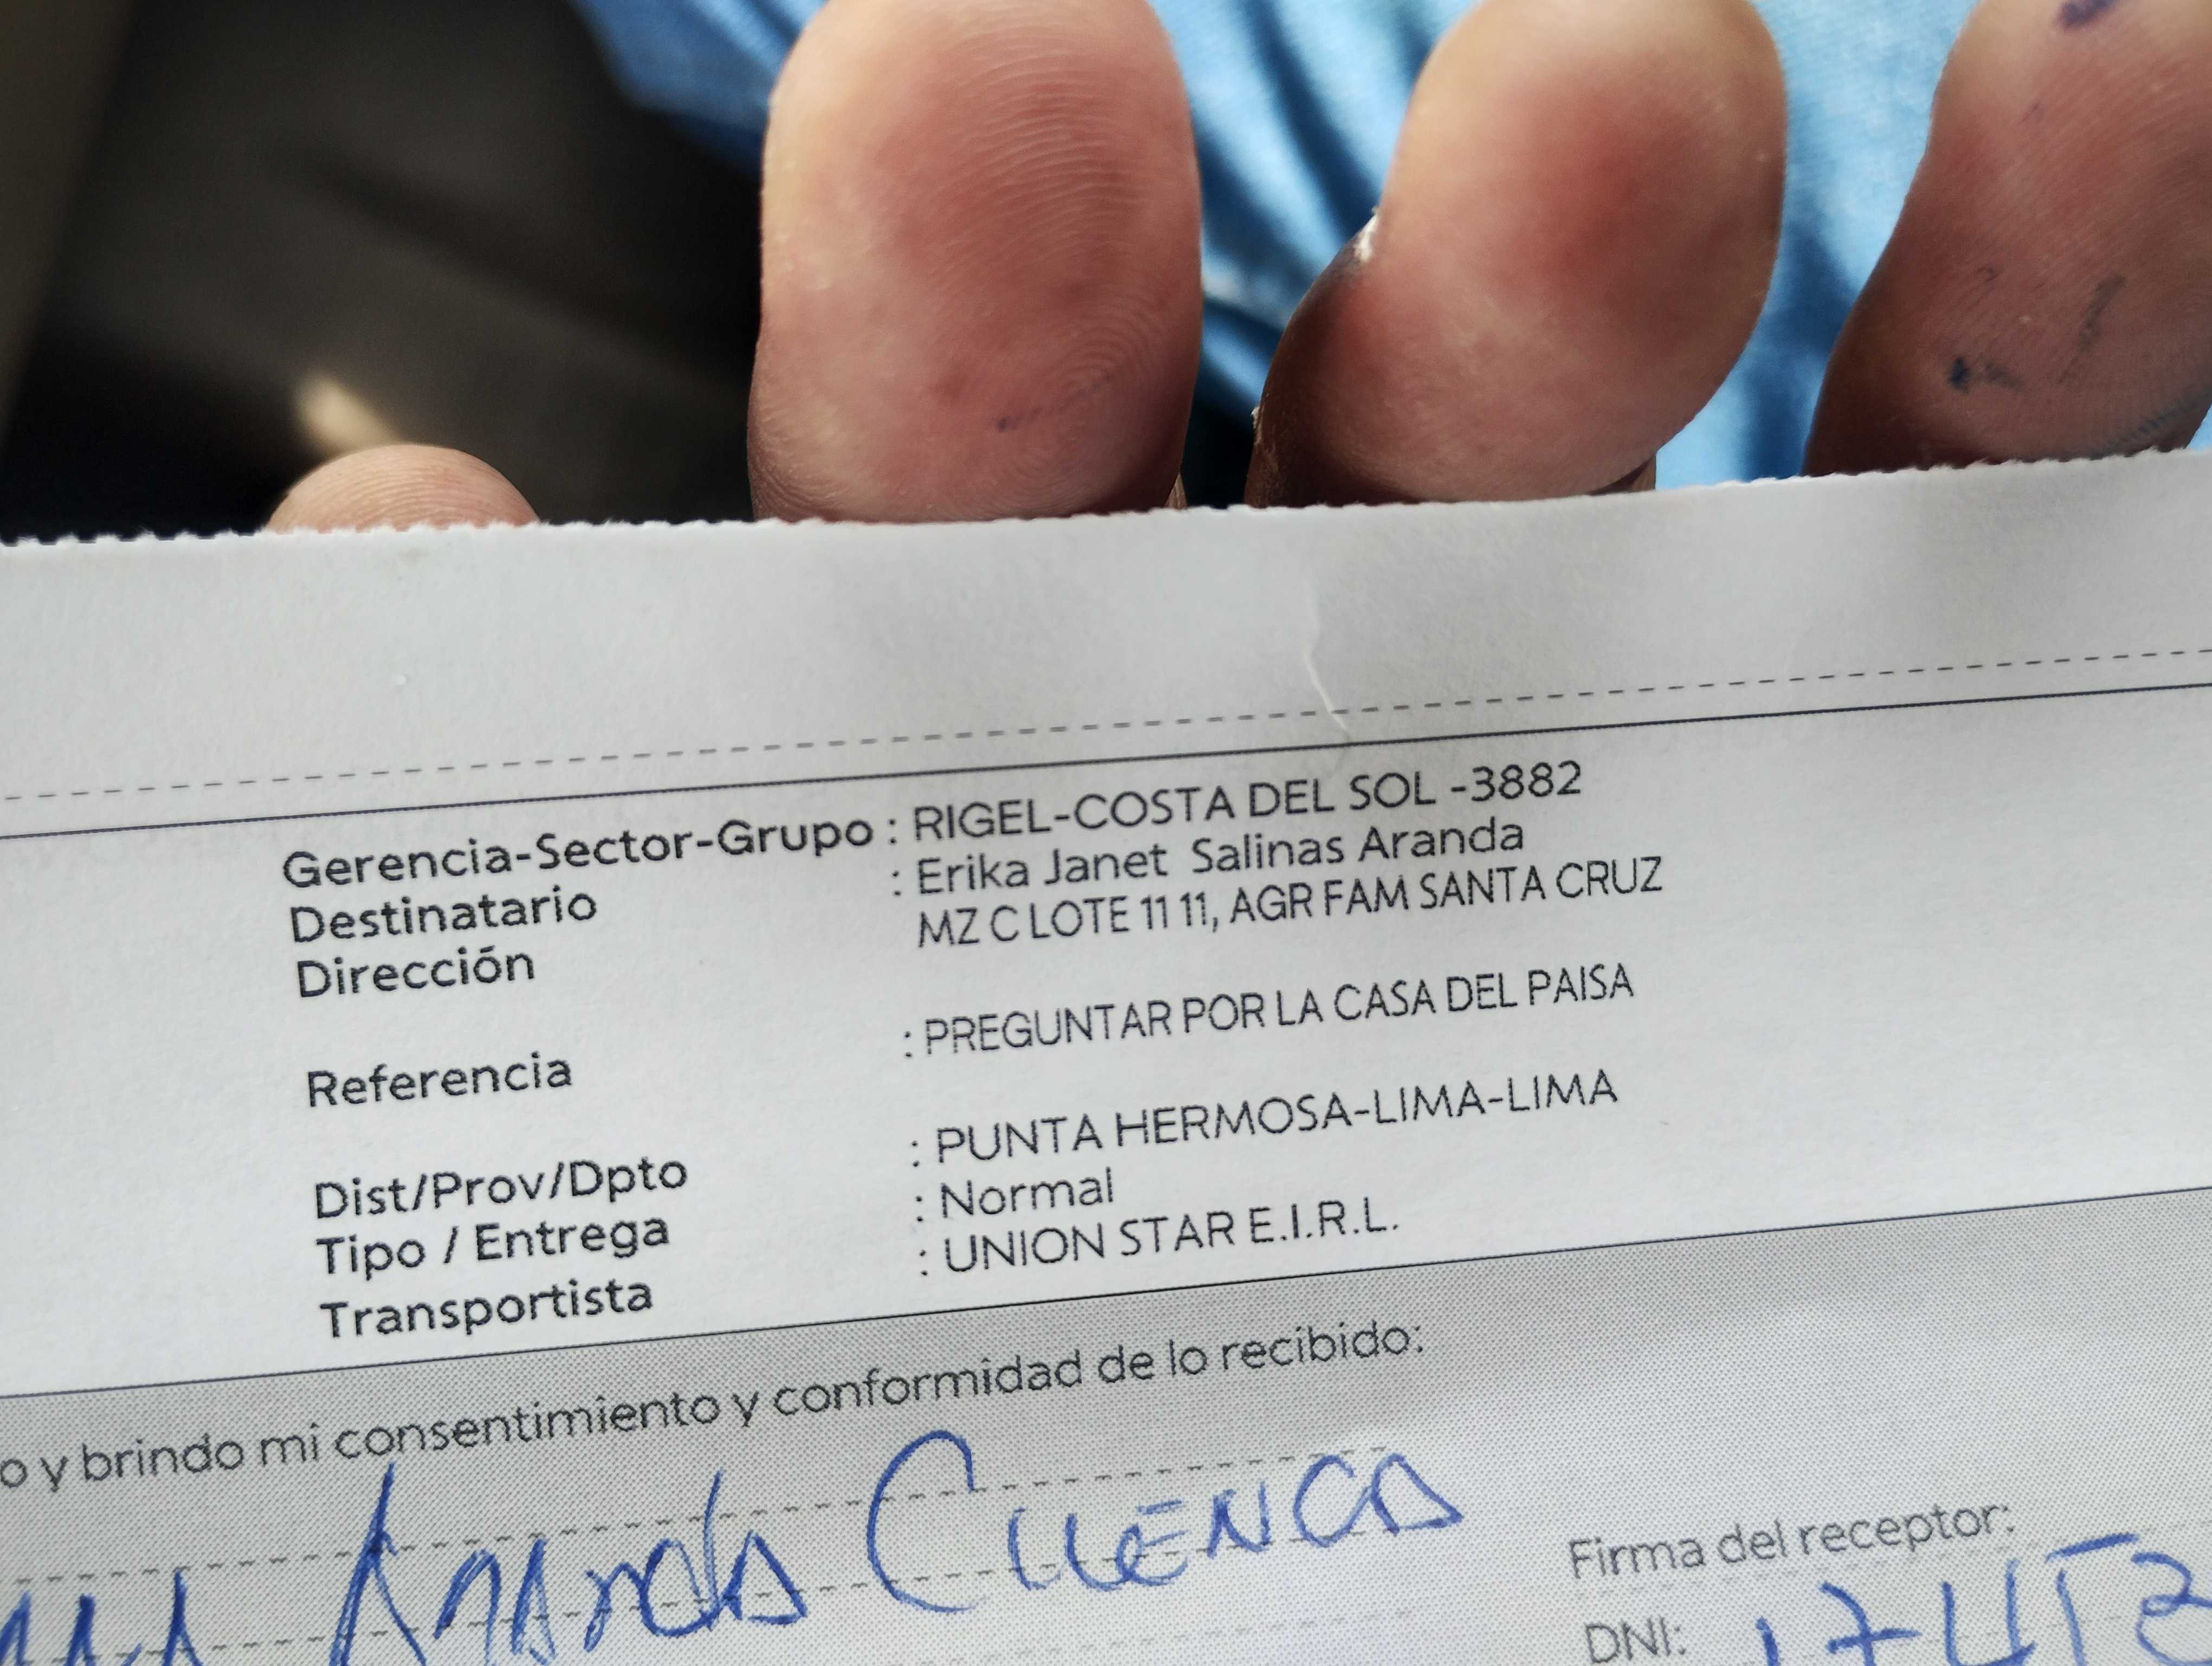 Gerencia-Sector-Grupo : RIGEL-COSTA DEL SOL -3882
Destinatario : Erika Janet Salinas Aranda
Dirección MZ C LOTE 11 11, AGR FAM SANTA CRUZ
Referencia : PREGUNTAR POR LA CASA DEL PAISA
Dist/Prov/Dpto : PUNTA HERMOSA-LIMA-LIMA
Tipo / Entrega : Normal
Transportista : UNION STAR E.I.R.L.
o y brindo mi consentimiento y conformidad de lo recibido:
Aranda Cuenca
Firma del receptor:
DNI: